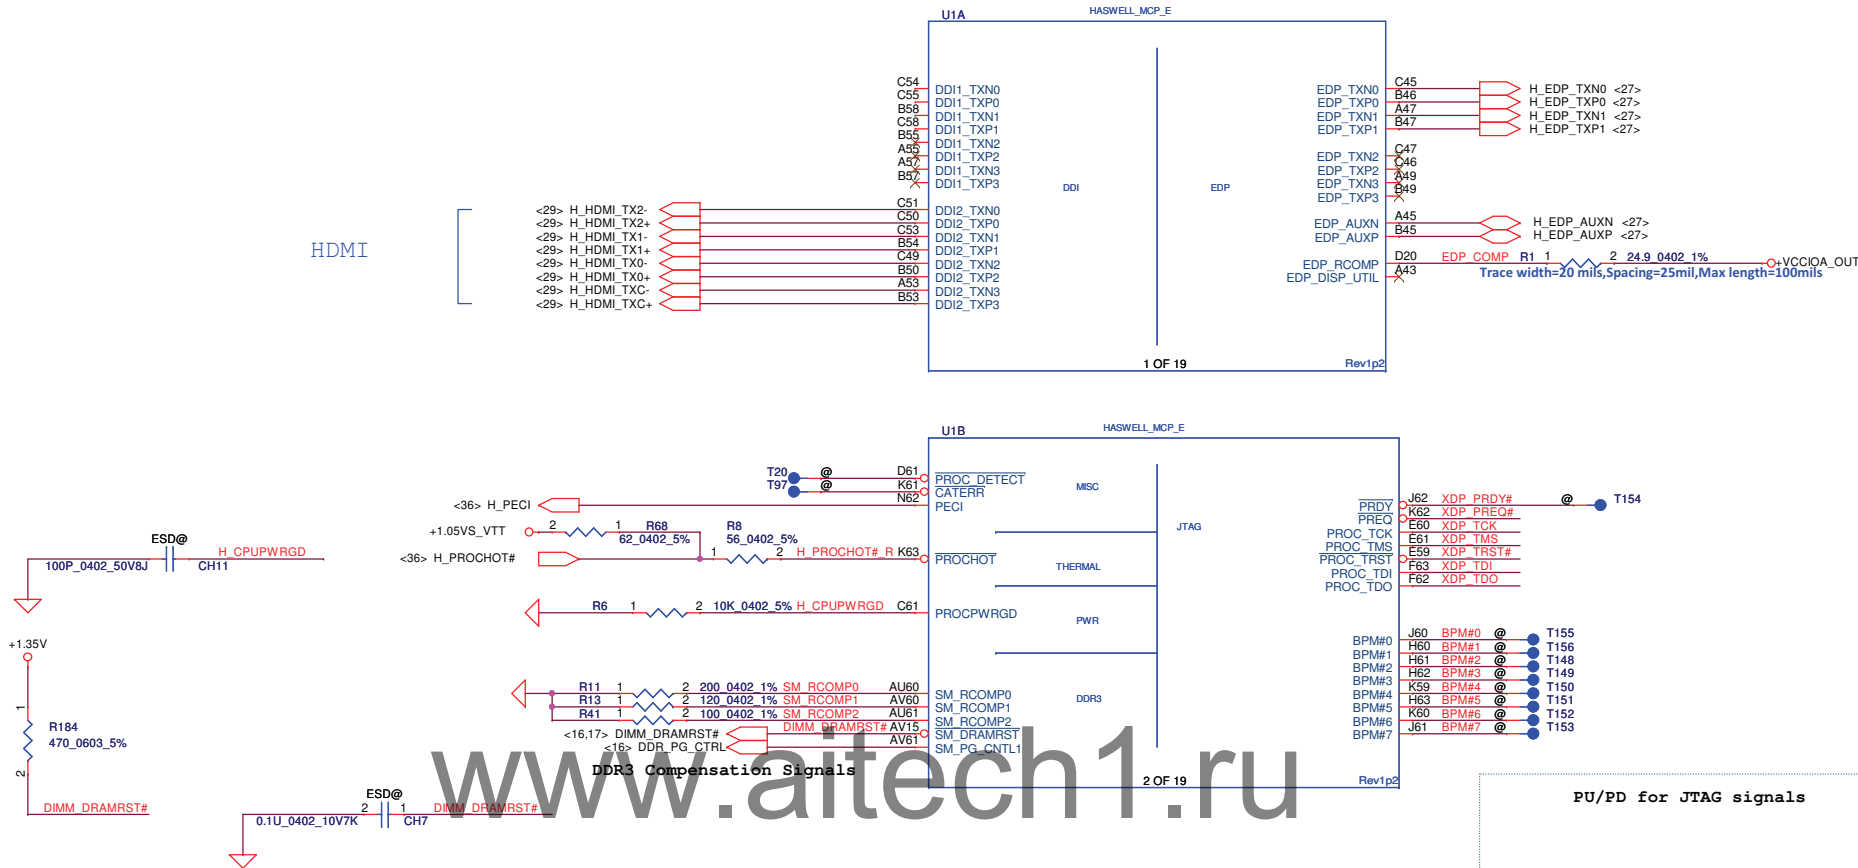 U1A
HASWELL_MCP_E
C54 DDI1_TXN0
C55 DDI1_TXP0
B58 DDI1_TXN1
C58 DDI1_TXP1
B55 DDI1_TXN2
A55 DDI1_TXP2
A57 DDI1_TXN3
B57 DDI1_TXP3
DDI
EDP
EDP_TXN0 C45 H_EDP_TXN0 <27>
EDP_TXP0 B46 H_EDP_TXP0 <27>
EDP_TXN1 A47 H_EDP_TXN1 <27>
EDP_TXP1 B47 H_EDP_TXP1 <27>
EDP_TXN2 C47
EDP_TXP2 C46
EDP_TXN3 A49
EDP_TXP3 B49
HDMI
<29> H_HDMI_TX2- C51 DDI2_TXN0
<29> H_HDMI_TX2+ C50 DDI2_TXP0
<29> H_HDMI_TX1- C53 DDI2_TXN1
<29> H_HDMI_TX1+ B54 DDI2_TXP1
<29> H_HDMI_TX0- C49 DDI2_TXN2
<29> H_HDMI_TX0+ B50 DDI2_TXP2
<29> H_HDMI_TXC- A53 DDI2_TXN3
<29> H_HDMI_TXC+ B53 DDI2_TXP3
EDP_AUXN A45 H_EDP_AUXN <27>
EDP_AUXP B45 H_EDP_AUXP <27>
EDP_RCOMP D20 EDP_COMP R1 1 2 24.9_0402_1% +VCCIOA_OUT
EDP_DISP_UTIL A43 Trace width=20 mils,Spacing=25mil,Max length=100mils
1 OF 19
Rev1p2
U1B
HASWELL_MCP_E
T20 @ D61 PROC_DETECT
T97 @ K61 CATERR
<36> H_PECI N62 PECI
MISC
+1.05VS_VTT 2 1 R68 62_0402_5%
<36> H_PROCHOT# 1 R8 2 56_0402_5% H_PROCHOT#_R K63 PROCHOT
THERMAL
JTAG
PRDY J62 XDP_PRDY# @ T154
PREQ K62 XDP_PREQ#
PROC_TCK E60 XDP_TCK
PROC_TMS E61 XDP_TMS
PROC_TRST E59 XDP_TRST#
PROC_TDI F63 XDP_TDI
PROC_TDO F62 XDP_TDO
ESD@
H_CPUPWRGD
100P_0402_50V8J CH11
R6 1 2 10K_0402_5% H_CPUPWRGD C61 PROCPWRGD
PWR
BPM#0 J60 BPM#0 @ T155
BPM#1 H60 BPM#1 @ T156
BPM#2 H61 BPM#2 @ T148
BPM#3 H62 BPM#3 @ T149
BPM#4 K59 BPM#4 @ T150
BPM#5 H63 BPM#5 @ T151
BPM#6 K60 BPM#6 @ T152
BPM#7 J61 BPM#7 @ T153
+1.35V
1
R184
470_0603_5%
2
DIMM_DRAMRST#
R11 1 2 200_0402_1% SM_RCOMP0 AU60 SM_RCOMP0
R13 1 2 120_0402_1% SM_RCOMP1 AV60 SM_RCOMP1
R41 1 2 100_0402_1% SM_RCOMP2 AU61 SM_RCOMP2
<16,17> DIMM_DRAMRST# DIMM_DRAMRST# AV15 SM_DRAMRST
<16> DDR_PG_CTRL AV61 SM_PG_CNTL1
DDR3
DDR3 Compensation Signals
2 OF 19
Rev1p2
ESD@
2 1 DIMM_DRAMRST#
0.1U_0402_10V7K CH7
www.aitech1.ru
PU/PD for JTAG signals